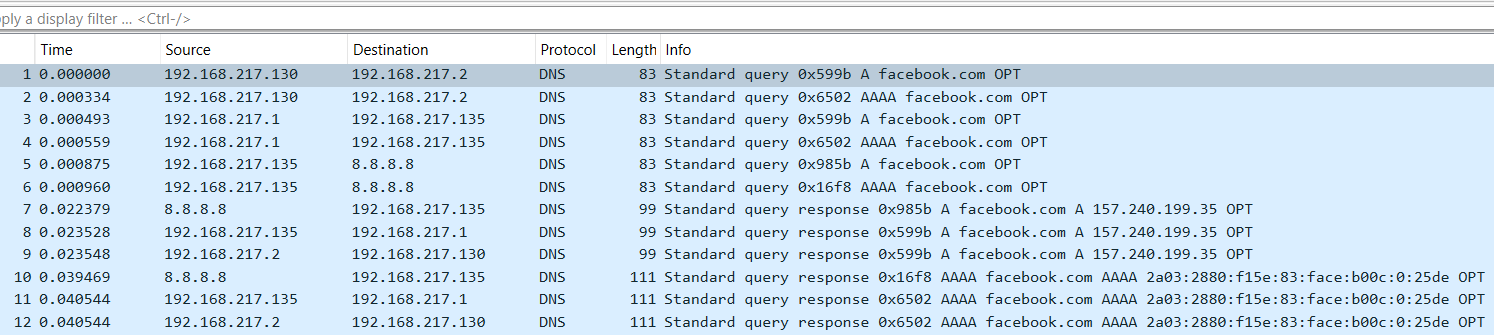 ply a display filter ... <Ctrl-/>
Time Source Destination Protocol Length Info
1 0.000000 192.168.217.130 192.168.217.2 DNS 83 Standard query 0x599b A facebook.com OPT
2 0.000334 192.168.217.130 192.168.217.2 DNS 83 Standard query 0x6502 AAAA facebook.com OPT
3 0.000493 192.168.217.1 192.168.217.135 DNS 83 Standard query 0x599b A facebook.com OPT
4 0.000559 192.168.217.1 192.168.217.135 DNS 83 Standard query 0x6502 AAAA facebook.com OPT
5 0.000875 192.168.217.135 8.8.8.8 DNS 83 Standard query 0x985b A facebook.com OPT
6 0.000960 192.168.217.135 8.8.8.8 DNS 83 Standard query 0x16f8 AAAA facebook.com OPT
7 0.022379 8.8.8.8 192.168.217.135 DNS 99 Standard query response 0x985b A facebook.com A 157.240.199.35 OPT
8 0.023528 192.168.217.135 192.168.217.1 DNS 99 Standard query response 0x599b A facebook.com A 157.240.199.35 OPT
9 0.023548 192.168.217.2 192.168.217.130 DNS 99 Standard query response 0x599b A facebook.com A 157.240.199.35 OPT
10 0.039469 8.8.8.8 192.168.217.135 DNS 111 Standard query response 0x16f8 AAAA facebook.com AAAA 2a03:2880:f15e:83:face:b00c:0:25de OPT
11 0.040544 192.168.217.135 192.168.217.1 DNS 111 Standard query response 0x6502 AAAA facebook.com AAAA 2a03:2880:f15e:83:face:b00c:0:25de OPT
12 0.040544 192.168.217.2 192.168.217.130 DNS 111 Standard query response 0x6502 AAAA facebook.com AAAA 2a03:2880:f15e:83:face:b00c:0:25de OPT